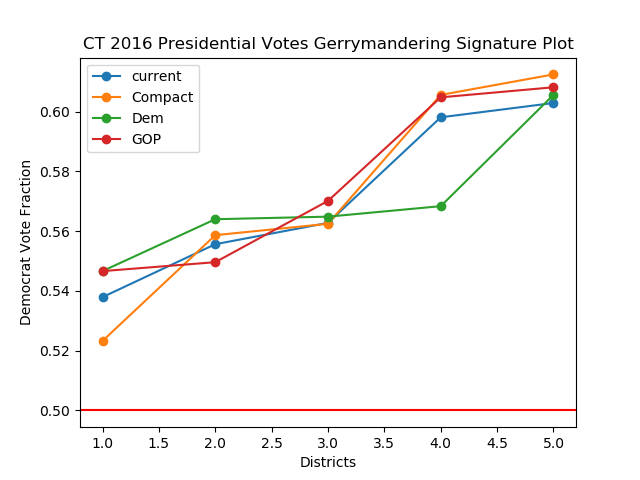 CT 2016 Presidential Votes Gerrymandering Signature Plot
current
Compact
Dem
GOP
Democrat Vote Fraction
0.60
0.58
0.56
0.54
0.52
0.50
1.0 1.5 2.0 2.5 3.0 3.5 4.0 4.5 5.0
Districts